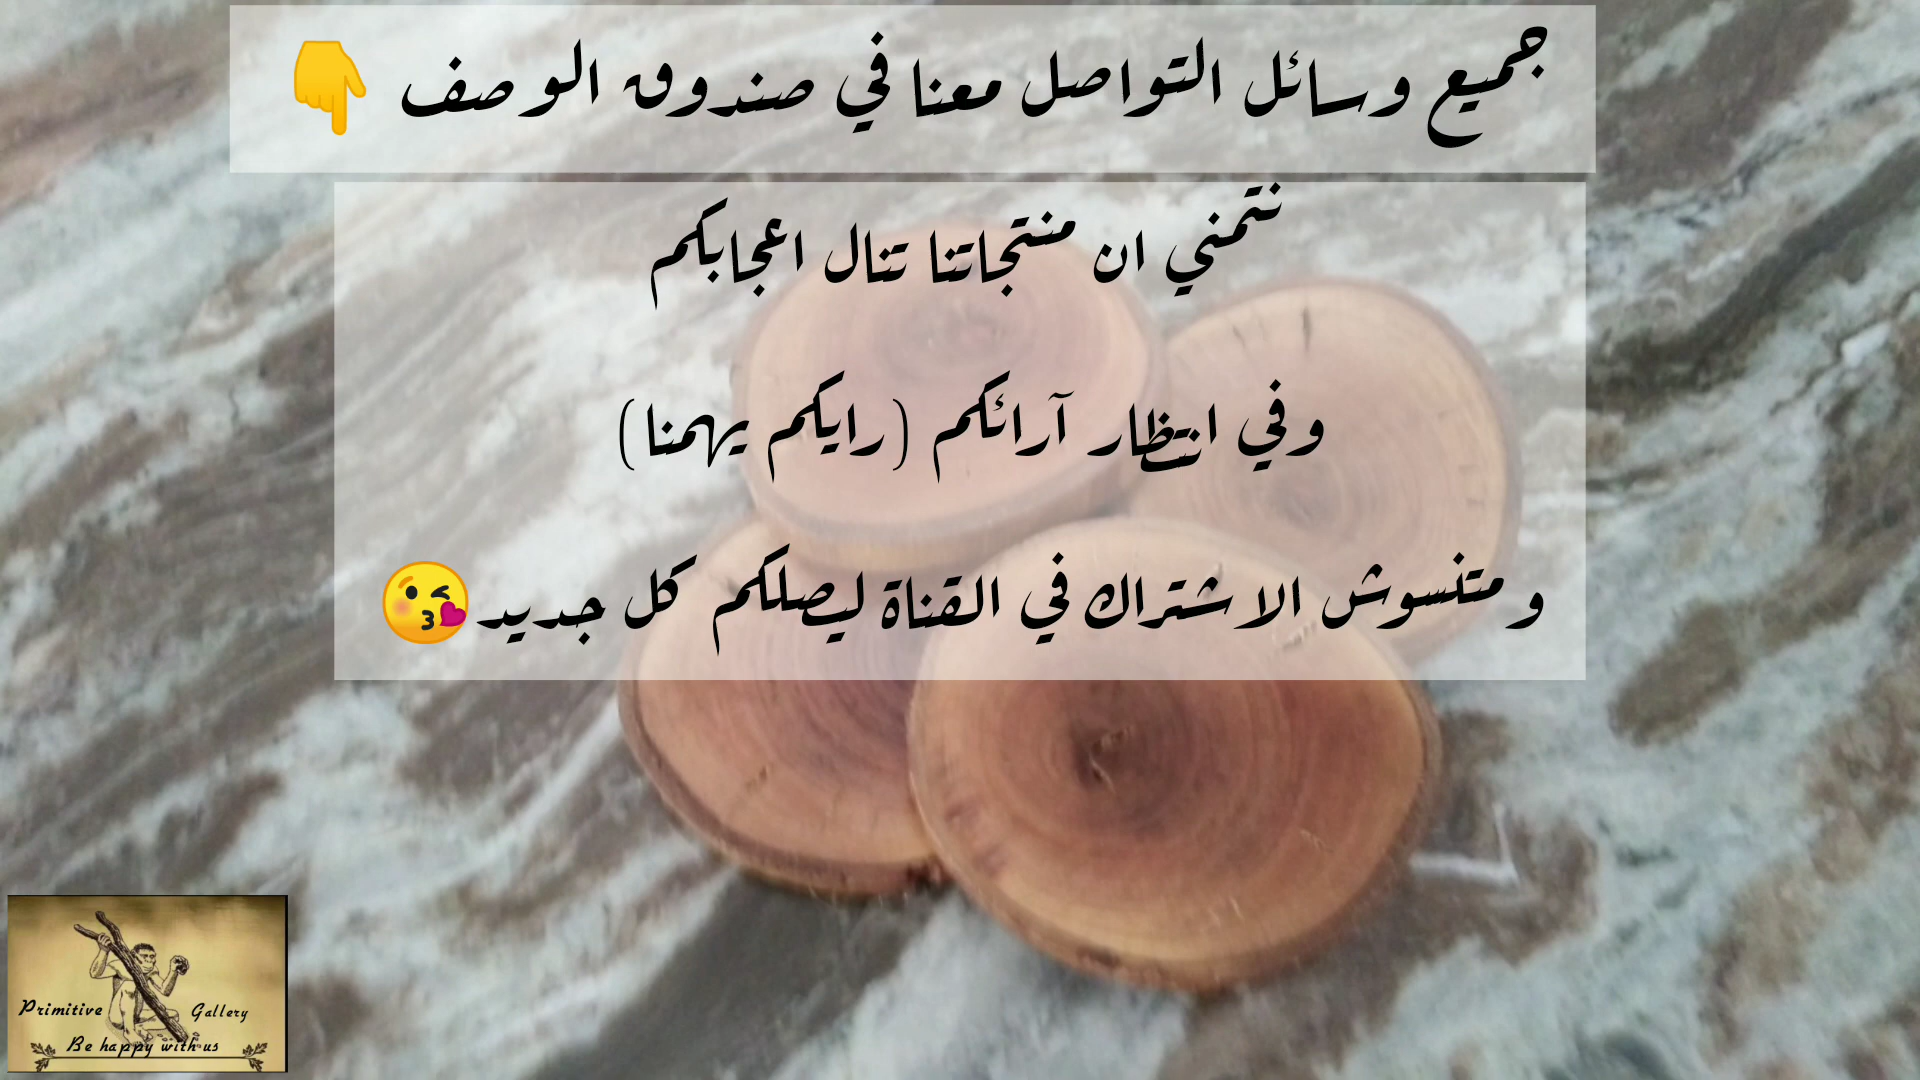 جميع وسائل التواصل معنا في صندوق الوصف 👇
نتمني ان منتجاتنا تنال اعجابكم
وفي انتظار آرائكم (رايكم يهمنا)
ومتنسوش الاشتراك في القناة ليصلكم كل جديد😘
Primitive Gallery
Be happy with us